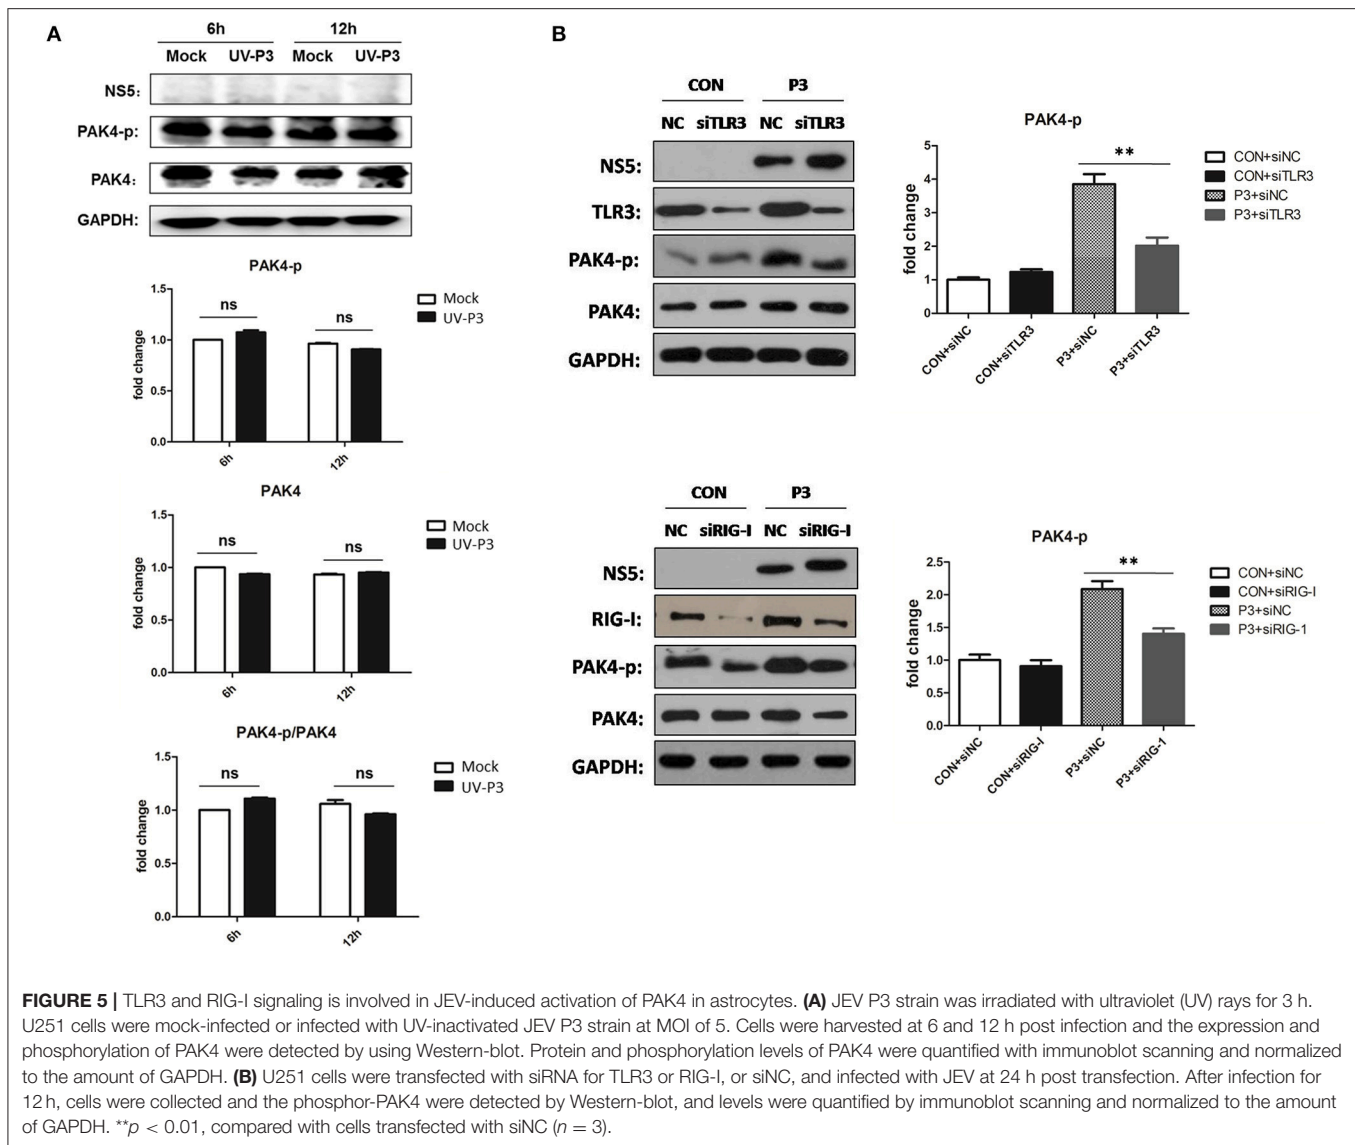 A
6h 12h
Mock UV-P3 Mock UV-P3
NS5:
PAK4-p:
PAK4:
GAPDH:
PAK4-p
fold change
1.5
1.0
0.5
0.0
ns
ns
Mock
UV-P3
6h
12h
PAK4
fold change
1.5
1.0
0.5
0.0
ns
ns
Mock
UV-P3
6h
12h
PAK4-p/PAK4
fold change
1.5
1.0
0.5
0.0
ns
ns
Mock
UV-P3
6h
12h
B
CON P3
NC siTLR3 NC siTLR3
NS5:
TLR3:
PAK4-p:
PAK4:
GAPDH:
PAK4-p
fold change
5
4
3
2
1
0
**
CON+siNC
CON+siTLR3
P3+siNC
P3+siTLR3
CON+siNC
CON+siTLR3
P3+siNC
P3+siTLR3
CON P3
NC siRIG-I NC siRIG-I
NS5:
RIG-I:
PAK4-p:
PAK4:
GAPDH:
PAK4-p
fold change
2.5
2.0
1.5
1.0
0.5
0.0
**
CON+siNC
CON+siRIG-I
P3+siNC
P3+siRIG-1
CON+siNC
CON+siRIG-I
P3+siNC
P3+siRIG-1
FIGURE 5 | TLR3 and RIG-I signaling is involved in JEV-induced activation of PAK4 in astrocytes. (A) JEV P3 strain was irradiated with ultraviolet (UV) rays for 3 h.
U251 cells were mock-infected or infected with UV-inactivated JEV P3 strain at MOI of 5. Cells were harvested at 6 and 12 h post infection and the expression and
phosphorylation of PAK4 were detected by using Western-blot. Protein and phosphorylation levels of PAK4 were quantified with immunoblot scanning and normalized
to the amount of GAPDH. (B) U251 cells were transfected with siRNA for TLR3 or RIG-I, or siNC, and infected with JEV at 24 h post transfection. After infection for
12 h, cells were collected and the phosphor-PAK4 were detected by Western-blot, and levels were quantified by immunoblot scanning and normalized to the amount
of GAPDH. **p < 0.01, compared with cells transfected with siNC (n = 3).